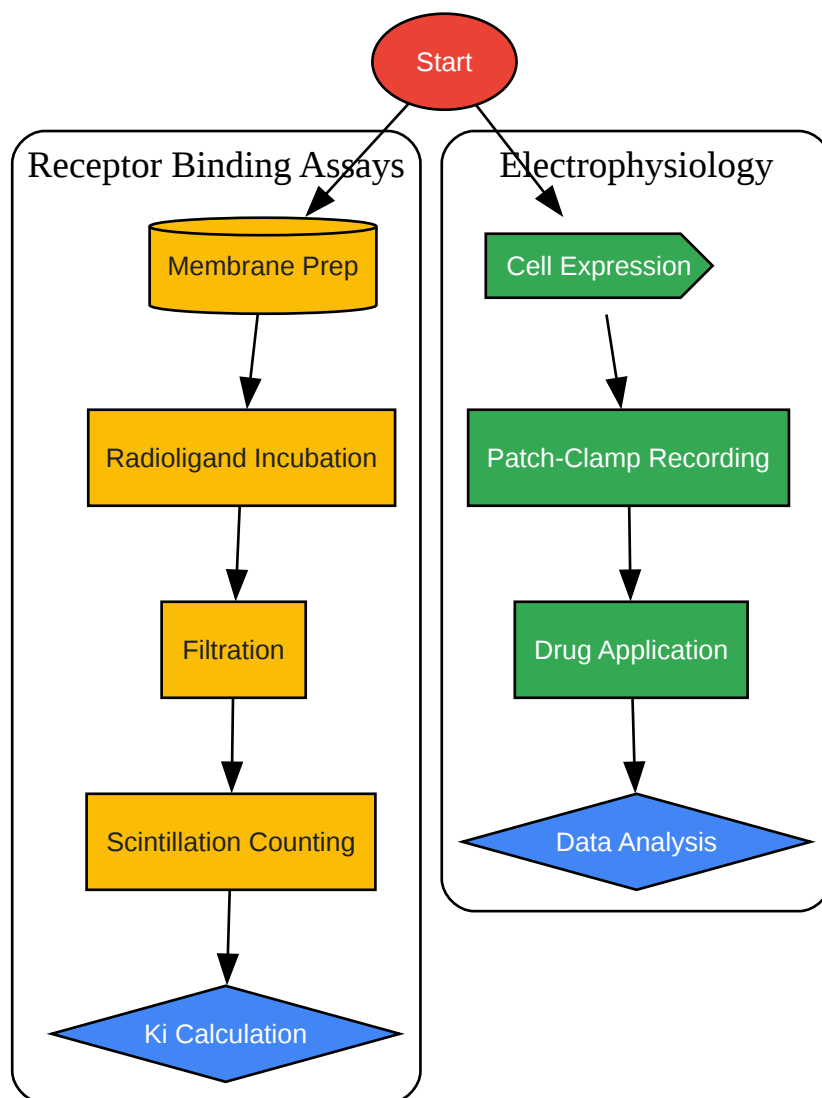 Start
Receptor Binding Assays
Membrane Prep
Radioligand Incubation
Filtration
Scintillation Counting
Ki Calculation
Electrophysiology
Cell Expression
Patch-Clamp Recording
Drug Application
Data Analysis